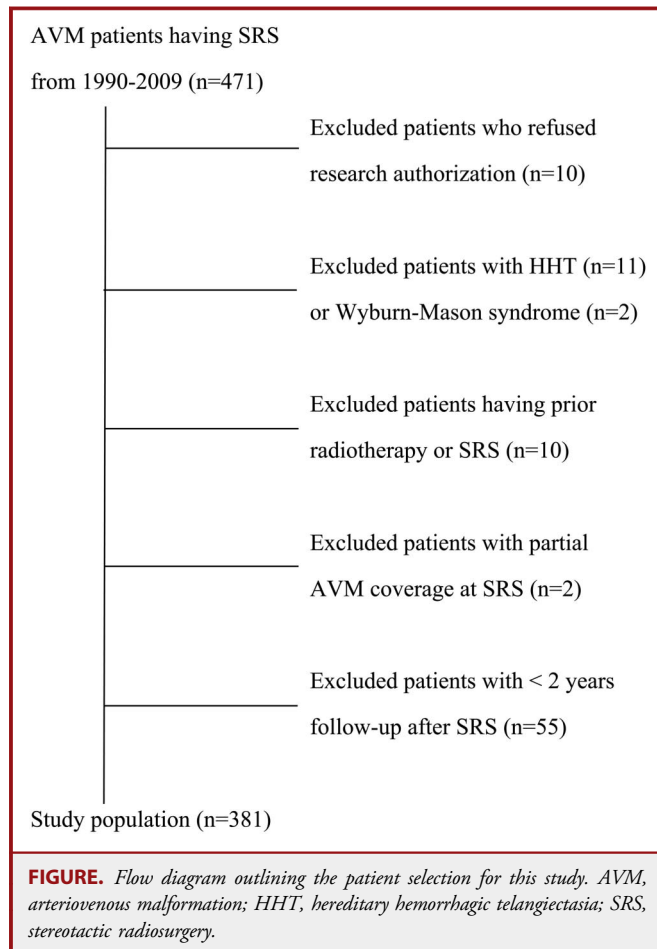 AVM patients having SRS
from 1990-2009 (n=471)
Excluded patients who refused
research authorization (n=10)
Excluded patients with HHT (n=11)
or Wyburn-Mason syndrome (n=2)
Excluded patients having prior
radiotherapy or SRS (n=10)
Excluded patients with partial
AVM coverage at SRS (n=2)
Excluded patients with < 2 years
follow-up after SRS (n=55)
Study population (n=381)
FIGURE. Flow diagram outlining the patient selection for this study. AVM,
arteriovenous malformation; HHT, hereditary hemorrhagic telangiectasia; SRS,
stereotactic radiosurgery.